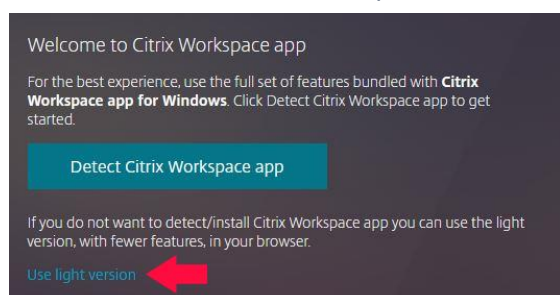 Welcome to Citrix Workspace app
For the best experience, use the full set of features bundled with Citrix
Workspace app for Windows. Click Detect Citrix Workspace app to get
started.
Detect Citrix Workspace app
If you do not want to detect/install Citrix Workspace app you can use the light
version, with fewer features, in your browser.
Use light version